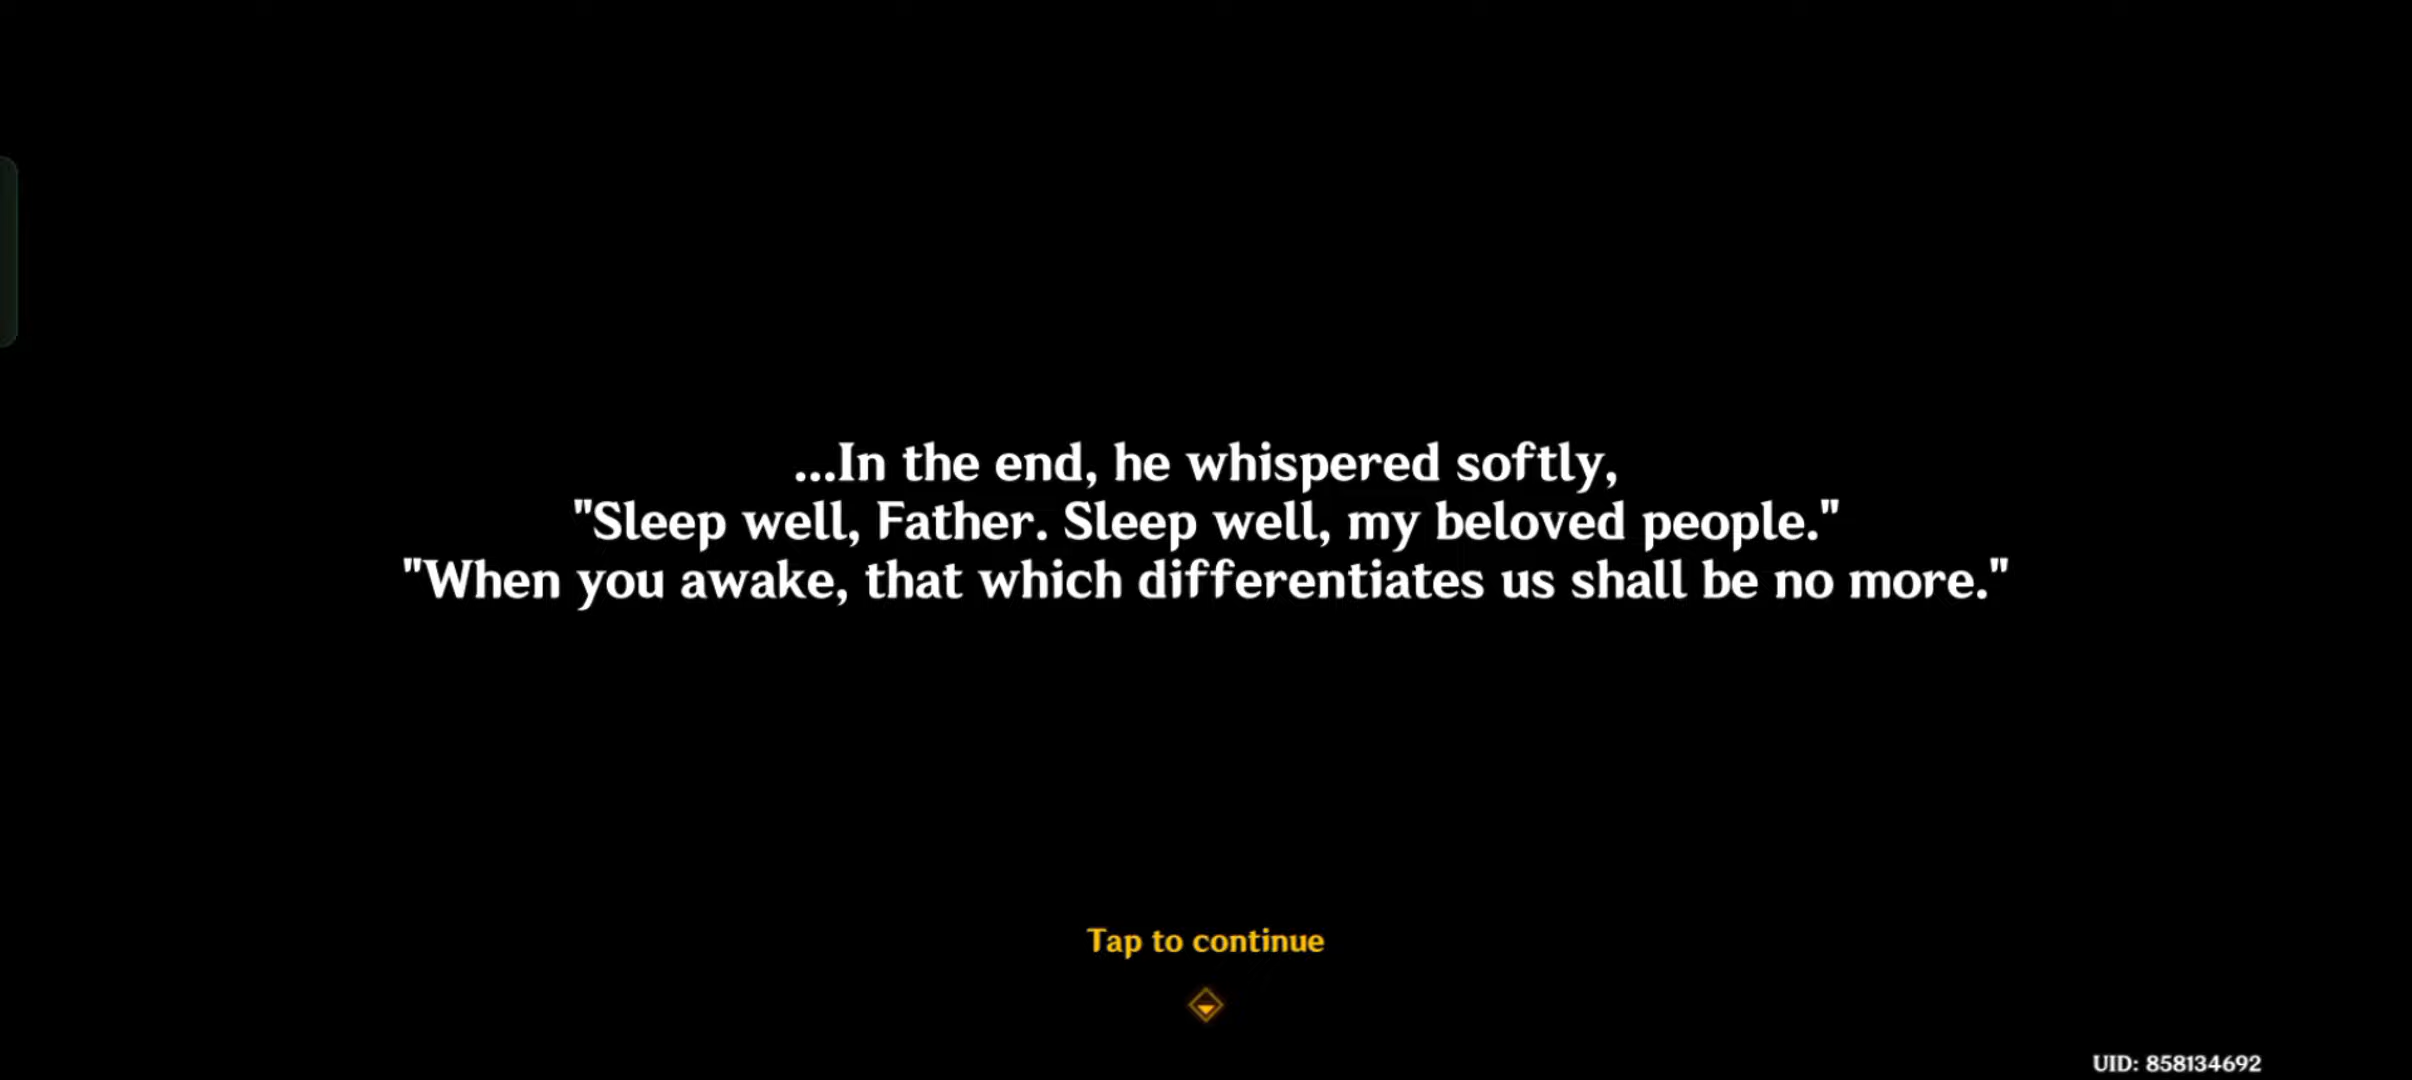 ...In the end, he whispered softly,
"Sleep well, Father. Sleep well, my beloved people."
"When you awake, that which differentiates us shall be no more."
Tap to continue
UID: 858134692